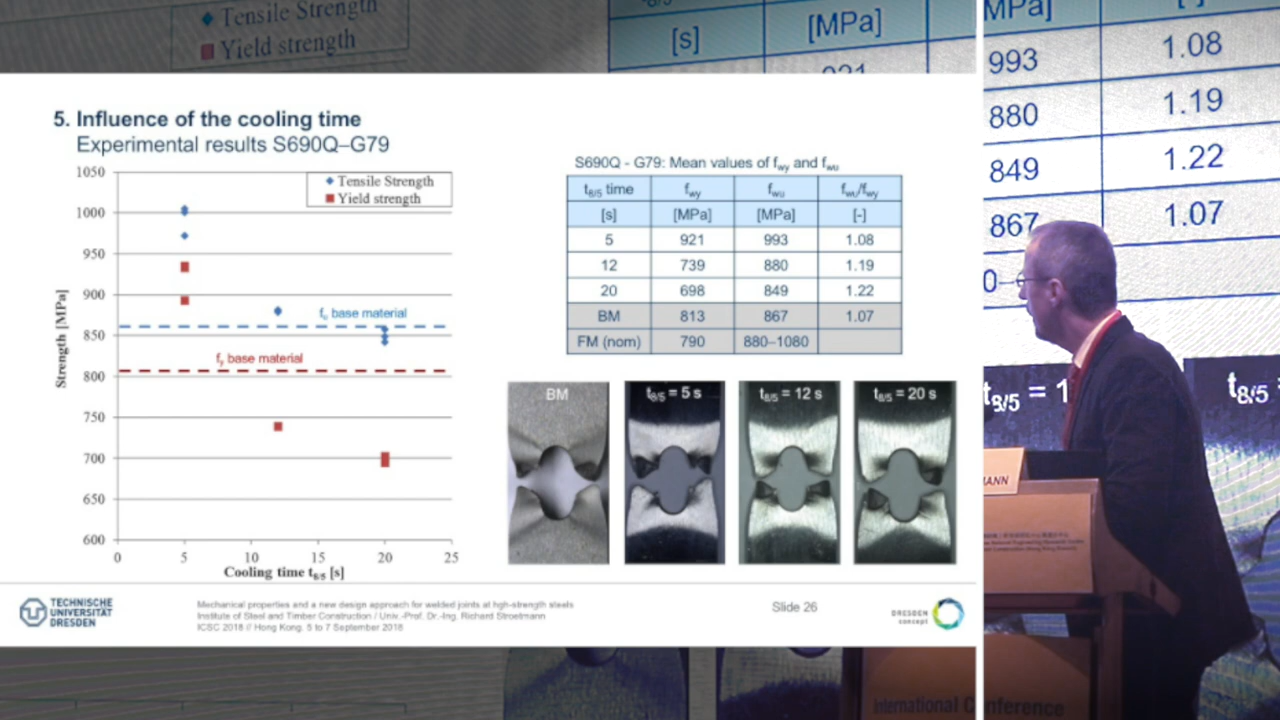 Tensile Strength
Yield strength
[s]
[MPa]
MPa]
993
1.08
880
1.19
849
1.22
867
1.07
5. Influence of the cooling time
Experimental results S690Q–G79
1050
1000
950
900
850
800
750
700
650
600
Strength [MPa]
Tensile Strength
Yield strength
fu base material
fy base material
0
5
10
15
20
25
Cooling time t8/5 [s]
S690Q - G79: Mean values of fwy and fwu
t8/5 time fwy fwu fwu/fwy
[s] [MPa] [MPa] [-]
5 921 993 1.08
12 739 880 1.19
20 698 849 1.22
BM 813 867 1.07
FM (nom) 790 880–1080
BM
t8/5 = 5 s
t8/5 = 12 s
t8/5 = 20 s
t8/5 = 1
t8/5
MANN
TECHNISCHE
UNIVERSITÄT
DRESDEN
Mechanical properties and a new design approach for welded joints at high-strength steels
Institute of Steel and Timber Construction / Univ.-Prof. Dr.-Ing. Richard Stroetmann
ICSC 2018 // Hong Kong. 5 to 7 September 2018
Slide 26
DRESDEN
concept
International Conference